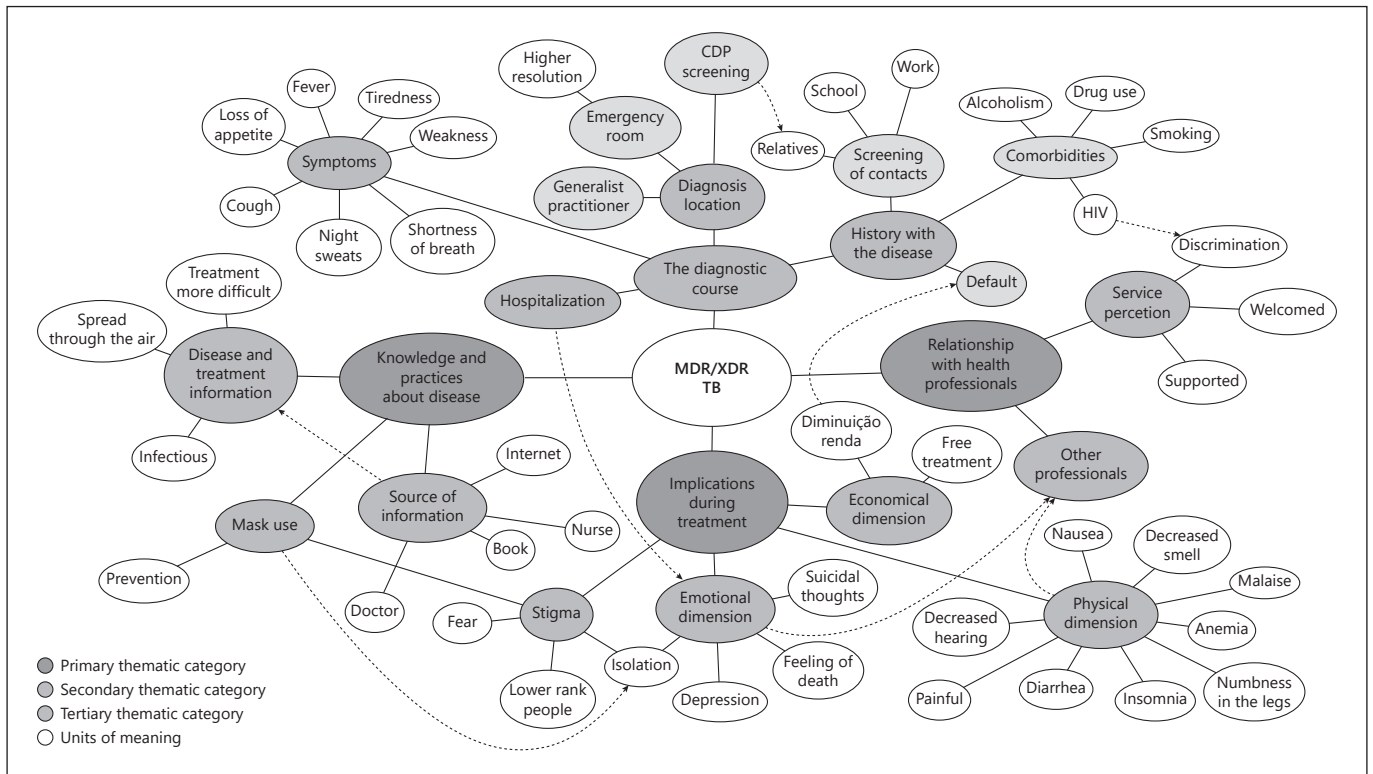 CDP
screening
Higher
resolution
Work
Fever
School
Drug use
Tiredness
Alcoholism
Loss of
appetite
Emergency
room
Smoking
Weakness
Relatives
Symptoms
Screening
of contacts
Comorbidities
Generalist
practitioner
Diagnosis
location
Cough
HIV
Night
sweats
Shortness
of breath
History with
the disease
Discrimination
Treatment
more difficult
The diagnostic
course
Hospitalization
Default
Service
percetion
Welcomed
Spread
through the air
Disease and
treatment
information
Knowledge and
practices
about disease
MDR/XDR
TB
Relationship
with health
professionals
Supported
Diminuição
renda
Infectious
Internet
Free
treatment
Other
professionals
Source of
information
Implications
during
treatment
Economical
dimension
Mask use
Nurse
Book
Nausea
Decreased
smell
Prevention
Doctor
Suicidal
thoughts
Malaise
Fear
Stigma
Emotional
dimension
Physical
dimension
Decreased
hearing
Anemia
Isolation
Feeling of
death
Lower rank
people
Depression
Painful
Diarrhea
Insomnia
Numbness
in the legs
Primary thematic category
Secondary thematic category
Tertiary thematic category
Units of meaning